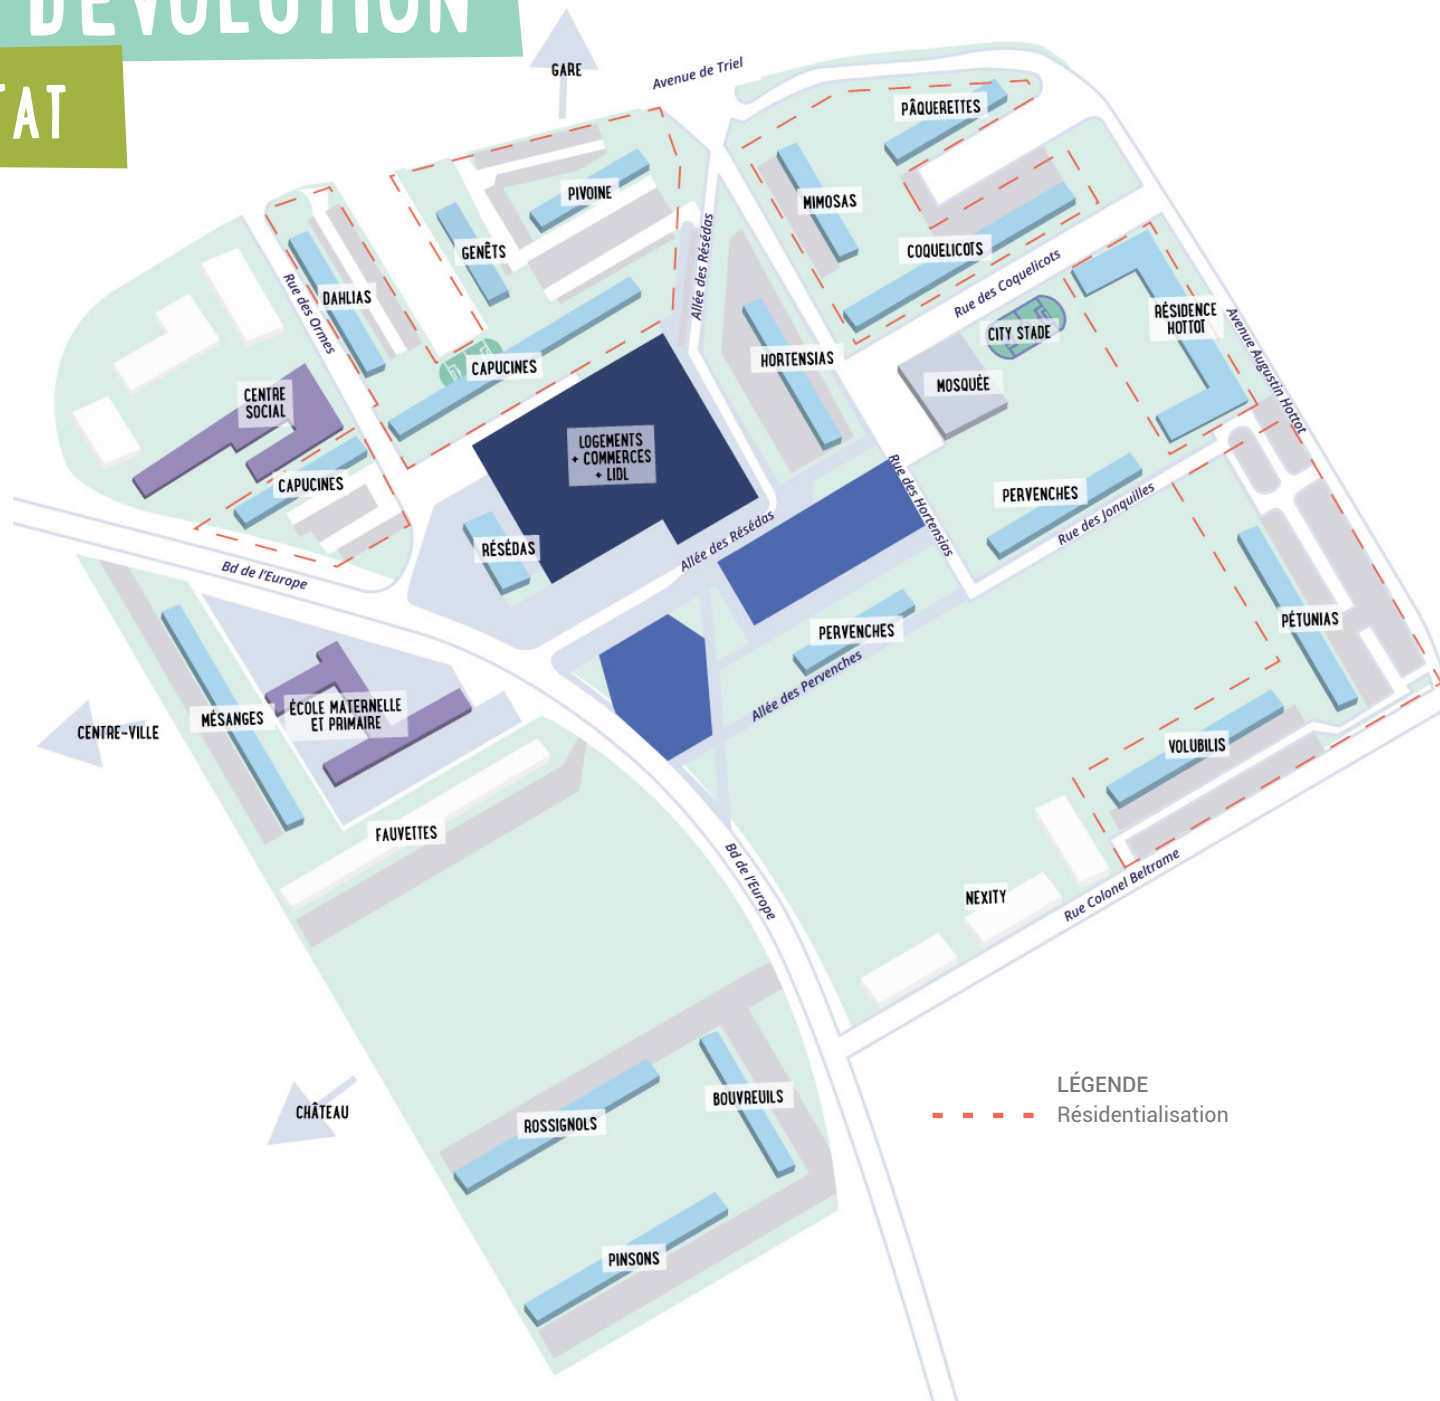 D'ÉVOLUTION
TAT
GARE
Avenue de Triel
PÂQUERETTES
PIVOINE
MIMOSAS
GENÊTS
Allée des Résédas
COQUELICOTS
Rue des Coquelicots
DAHLIAS
Rue des Ormes
RÉSIDENCE
HOTTOT
CITY STADE
Avenue Augustin Hottot
HORTENSIAS
CAPUCINES
MOSQUÉE
CENTRE
SOCIAL
LOGEMENTS
+ COMMERCES
+ LIDL
CAPUCINES
PERVENCHES
Rue des Hortensias
Rue des Jonquilles
RÉSÉDAS
Allée des Résédas
Bd de l'Europe
PÉTUNIAS
PERVENCHES
Allée des Pervenches
MÉSANGES
ÉCOLE MATERNELLE
ET PRIMAIRE
CENTRE-VILLE
VOLUBILIS
FAUVETTES
Bd de l'Europe
NEXITY
Rue Colonel Beltrame
CHÂTEAU
BOUVREUILS
ROSSIGNOLS
PINSONS
LÉGENDE
Résidentialisation